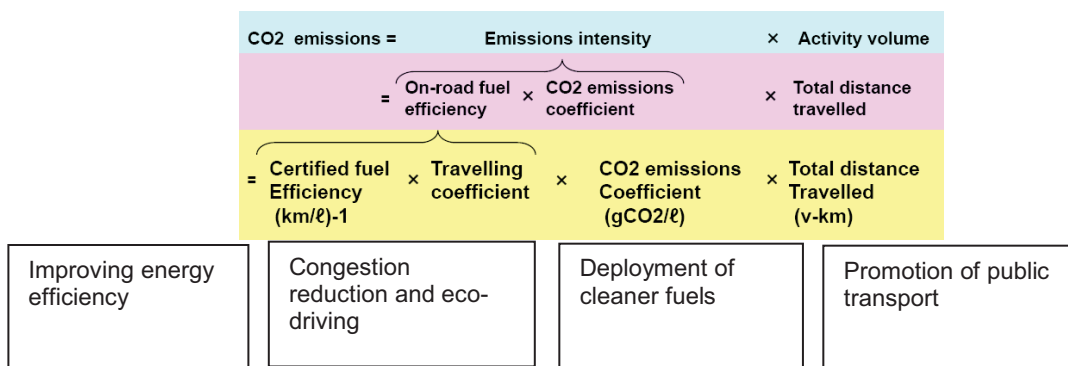 CO2 emissions = Emissions intensity × Activity volume
= On-road fuel efficiency × CO2 emissions coefficient × Total distance travelled
= Certified fuel Efficiency (km/ℓ)-1 × Travelling coefficient × CO2 emissions Coefficient (gCO2/ℓ) × Total distance Travelled (v-km)
Improving energy
efficiency
Congestion
reduction and eco-
driving
Deployment of
cleaner fuels
Promotion of public
transport